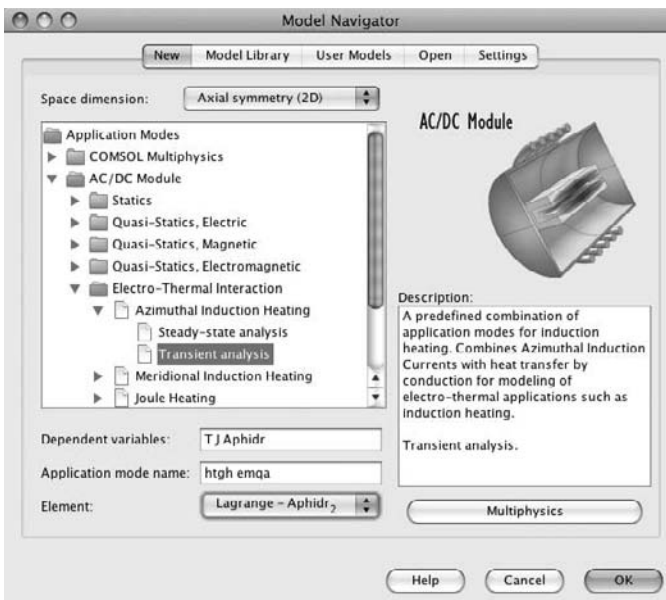 Model Navigator
New Model Library User Models Open Settings
Space dimension: Axial symmetry (2D)
AC/DC Module
Application Modes
COMSOL Multiphysics
AC/DC Module
Statics
Quasi-Statics, Electric
Quasi-Statics, Magnetic
Quasi-Statics, Electromagnetic
Electro-Thermal Interaction
Azimuthal Induction Heating
Steady-state analysis
Transient analysis
Meridional Induction Heating
Joule Heating
Description:
A predefined combination of
application modes for induction
heating. Combines Azimuthal Induction
Currents with heat transfer by
conduction for modeling of
electro-thermal applications such as
induction heating.
Transient analysis.
Dependent variables: T J Aphidr
Application mode name: htgh emqa
Element: Lagrange - Aphidr₂
Multiphysics
Help Cancel OK